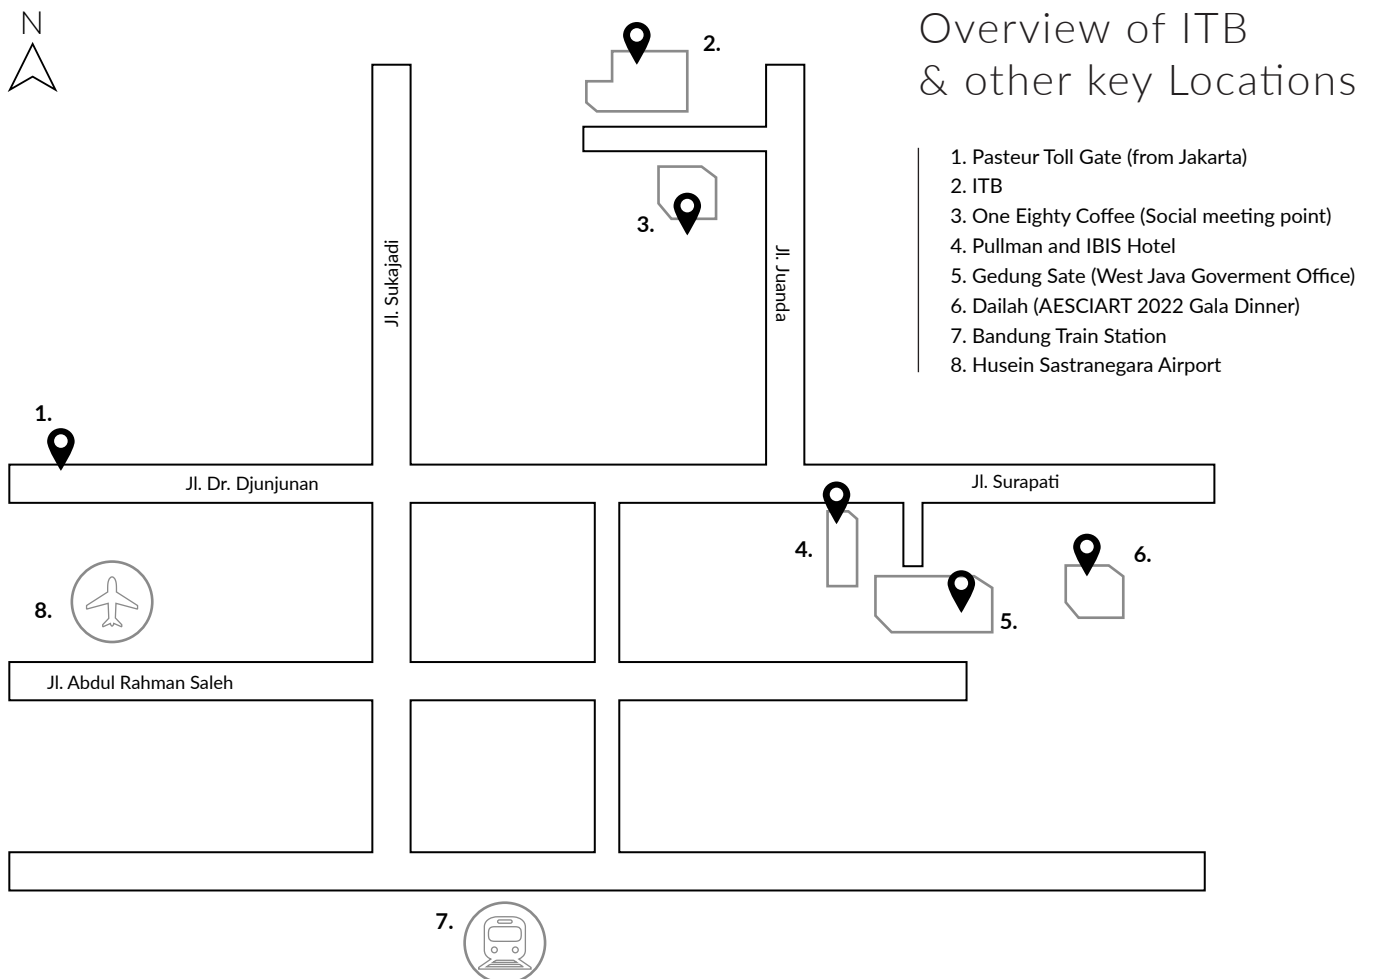 N
Overview of ITB
& other key Locations
1. Pasteur Toll Gate (from Jakarta)
2. ITB
3. One Eighty Coffee (Social meeting point)
4. Pullman and IBIS Hotel
5. Gedung Sate (West Java Goverment Office)
6. Dailah (AESCIART 2022 Gala Dinner)
7. Bandung Train Station
8. Husein Sastranegara Airport
2.
3.
Jl. Sukajadi
Jl. Juanda
1.
Jl. Dr. Djunjunan
Jl. Surapati
4.
6.
8.
5.
Jl. Abdul Rahman Saleh
7.